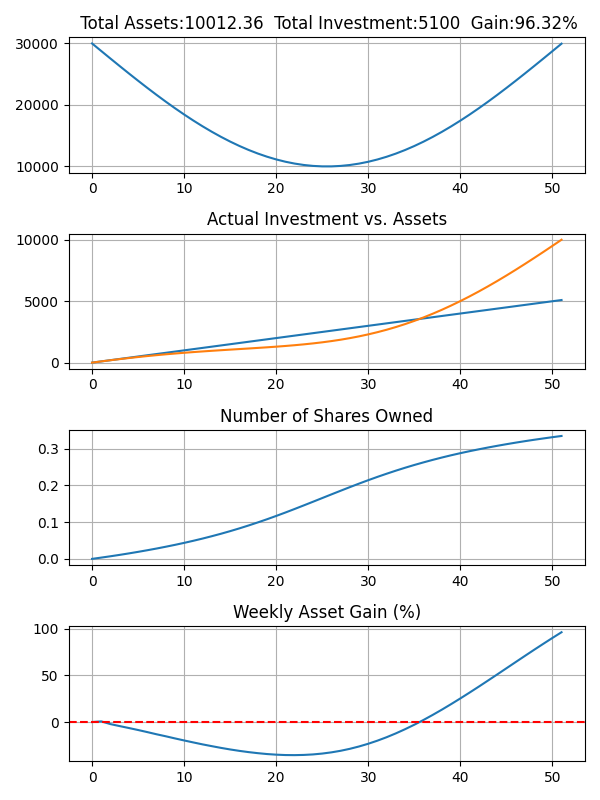 Total Assets:10012.36 Total Investment:5100 Gain:96.32%
30000
20000
10000
0 10 20 30 40 50
Actual Investment vs. Assets
10000
5000
0
0 10 20 30 40 50
Number of Shares Owned
0.3
0.2
0.1
0.0
0 10 20 30 40 50
Weekly Asset Gain (%)
100
50
0
0 10 20 30 40 50